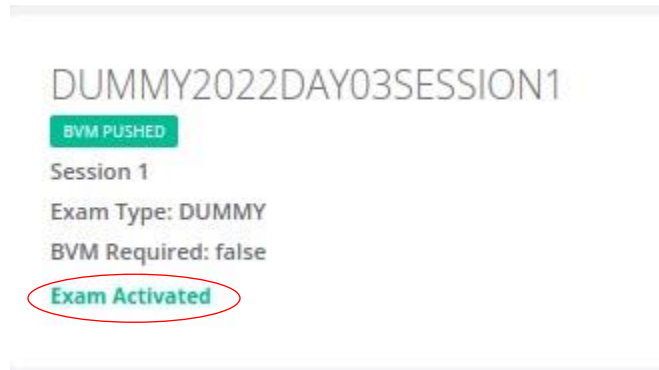 DUMMY2022DAY03SESSION1
BVM PUSHED
Session 1
Exam Type: DUMMY
BVM Required: false
Exam Activated